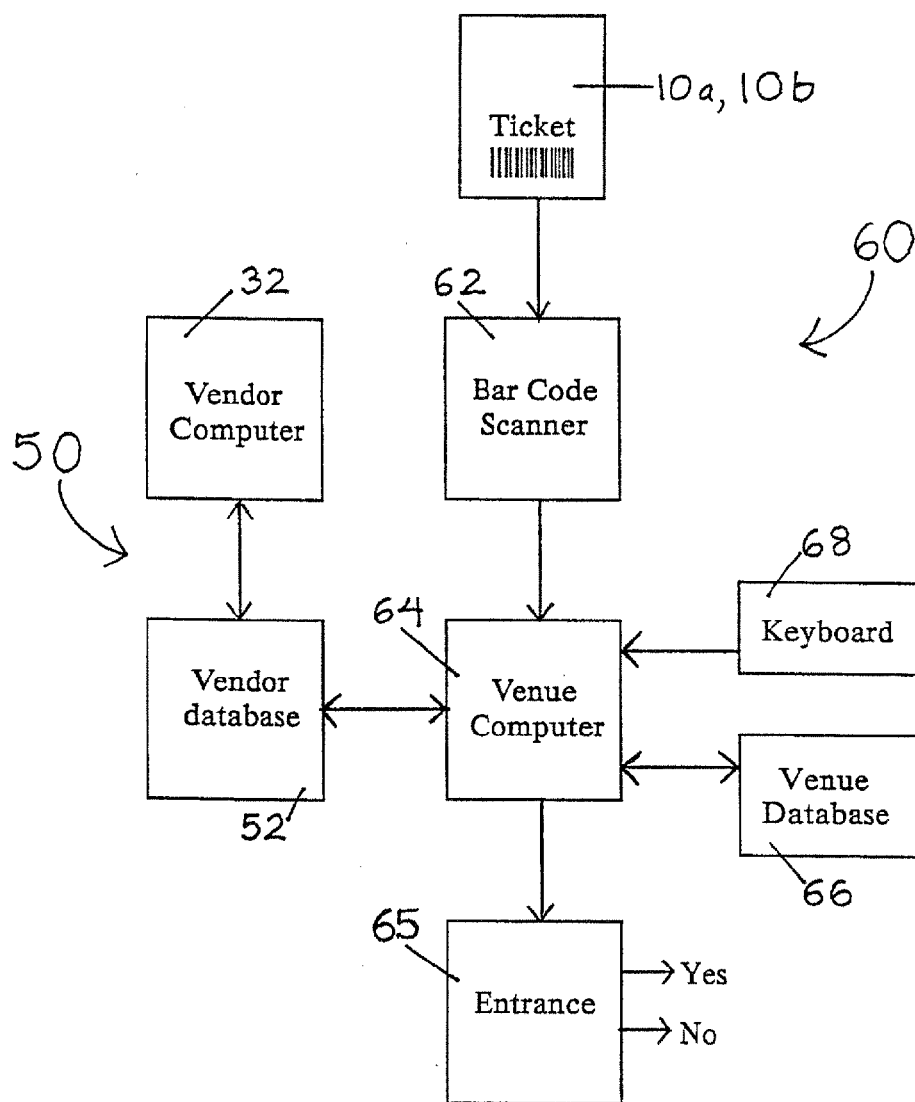 10a, 10b
Ticket
60
32
62
Vendor
Computer
Bar Code
Scanner
50
68
Keyboard
64
Vendor
database
Venue
Computer
Venue
Database
52
66
65
Entrance
Yes
No